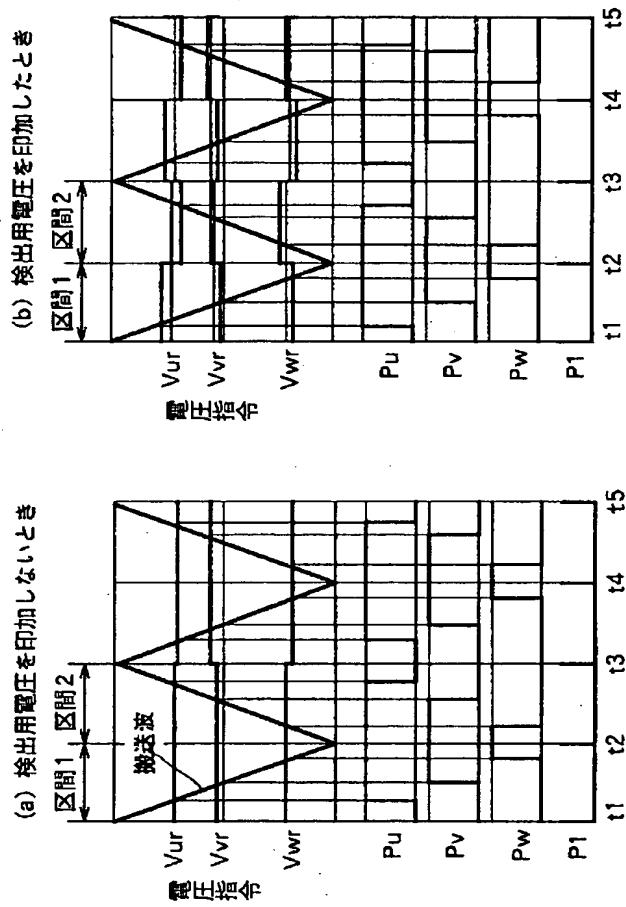 (a) 検出用電圧を印加しないとき
区間1 区間2
搬送波
電圧指令
Vur
Vvr
Vwr
Pu
Pv
Pw
P1
t1 t2 t3 t4 t5
(b) 検出用電圧を印加したとき
区間1 区間2
電圧指令
Vur
Vvr
Vwr
Pu
Pv
Pw
P1
t1 t2 t3 t4 t5